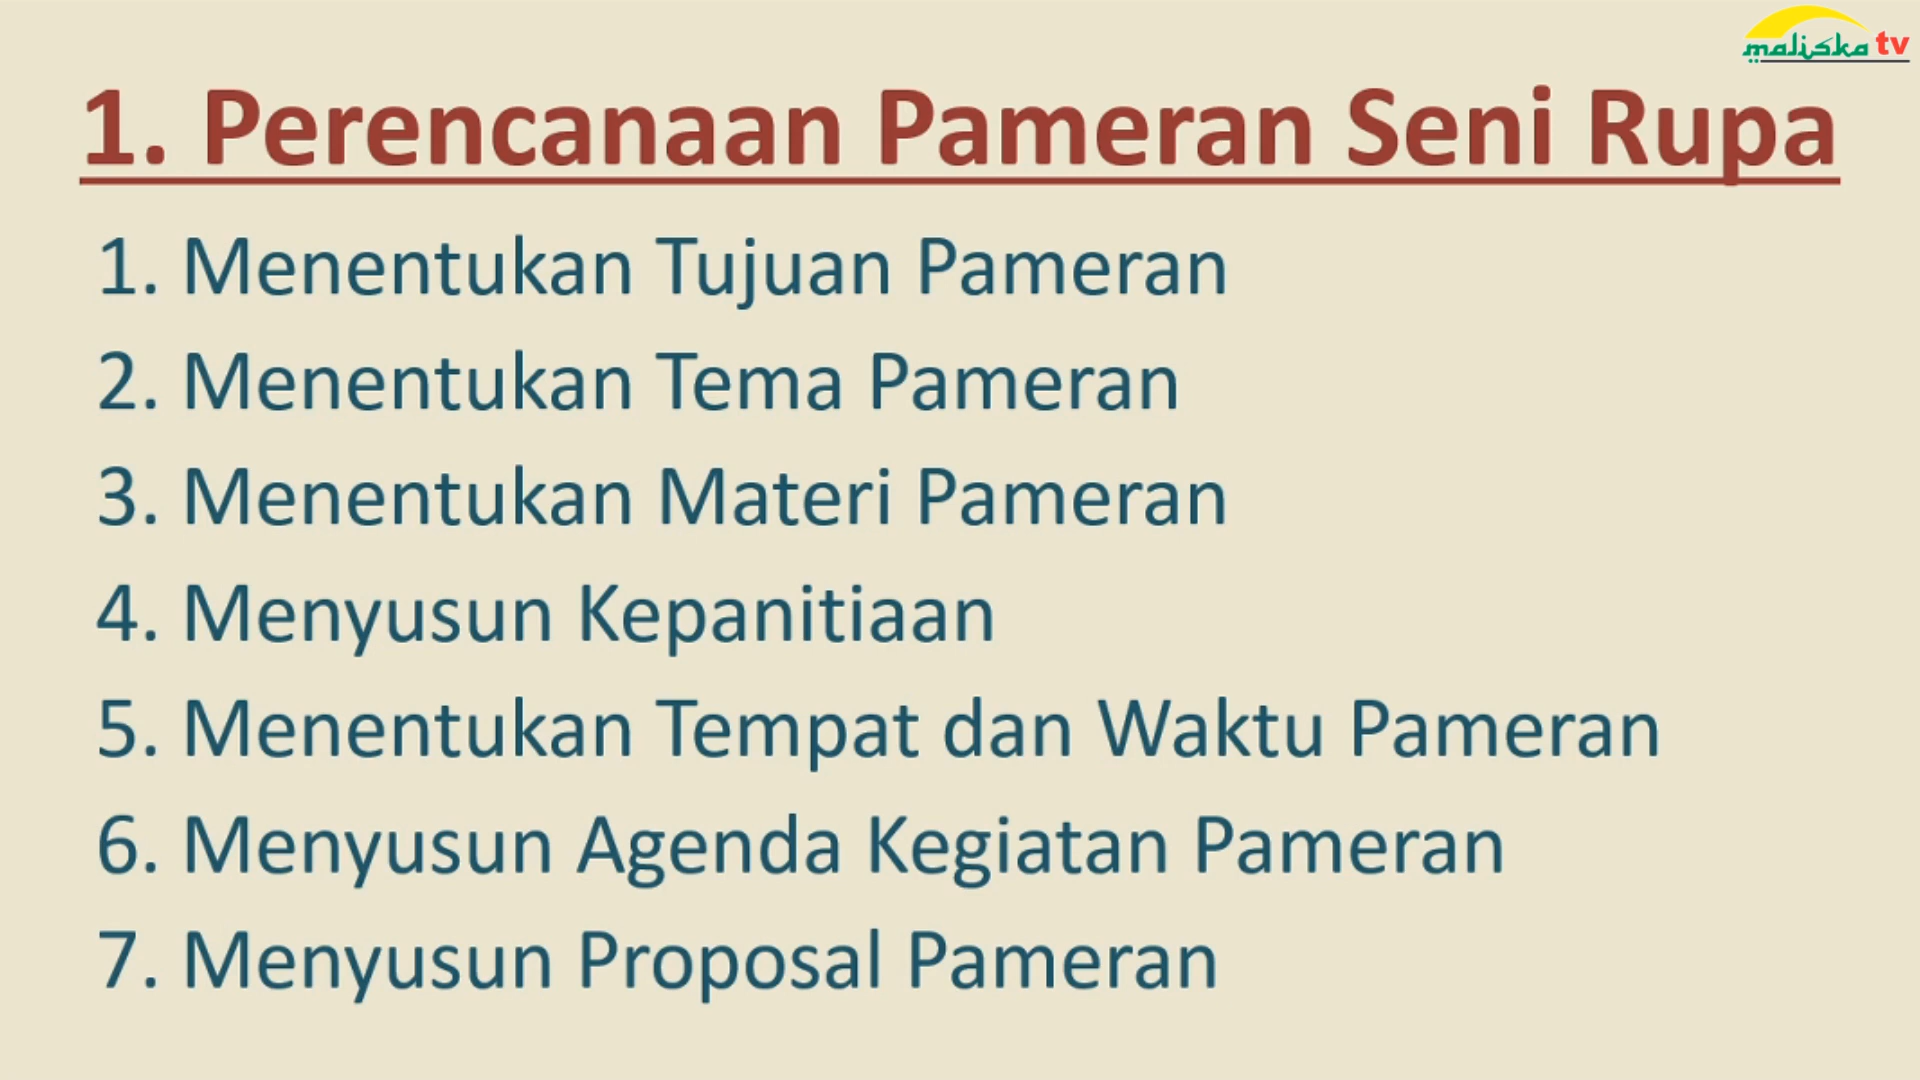 maliska tv
1. Perencanaan Pameran Seni Rupa
1. Menentukan Tujuan Pameran
2. Menentukan Tema Pameran
3. Menentukan Materi Pameran
4. Menyusun Kepanitiaan
5. Menentukan Tempat dan Waktu Pameran
6. Menyusun Agenda Kegiatan Pameran
7. Menyusun Proposal Pameran